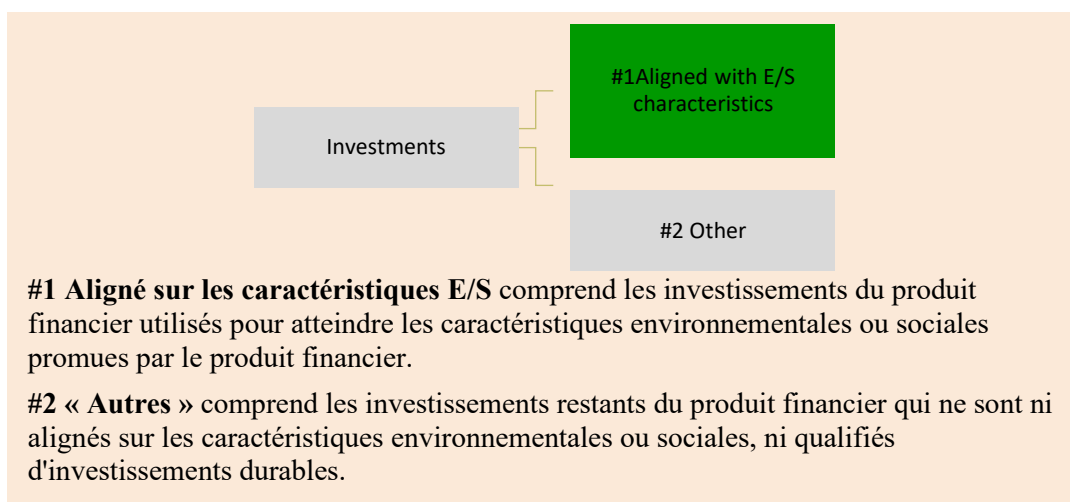 #1Aligned with E/S
characteristics
Investments
#2 Other
#1 Aligné sur les caractéristiques E/S comprend les investissements du produit
financier utilisés pour atteindre les caractéristiques environnementales ou sociales
promues par le produit financier.
#2 « Autres » comprend les investissements restants du produit financier qui ne sont ni
alignés sur les caractéristiques environnementales ou sociales, ni qualifiés
d'investissements durables.